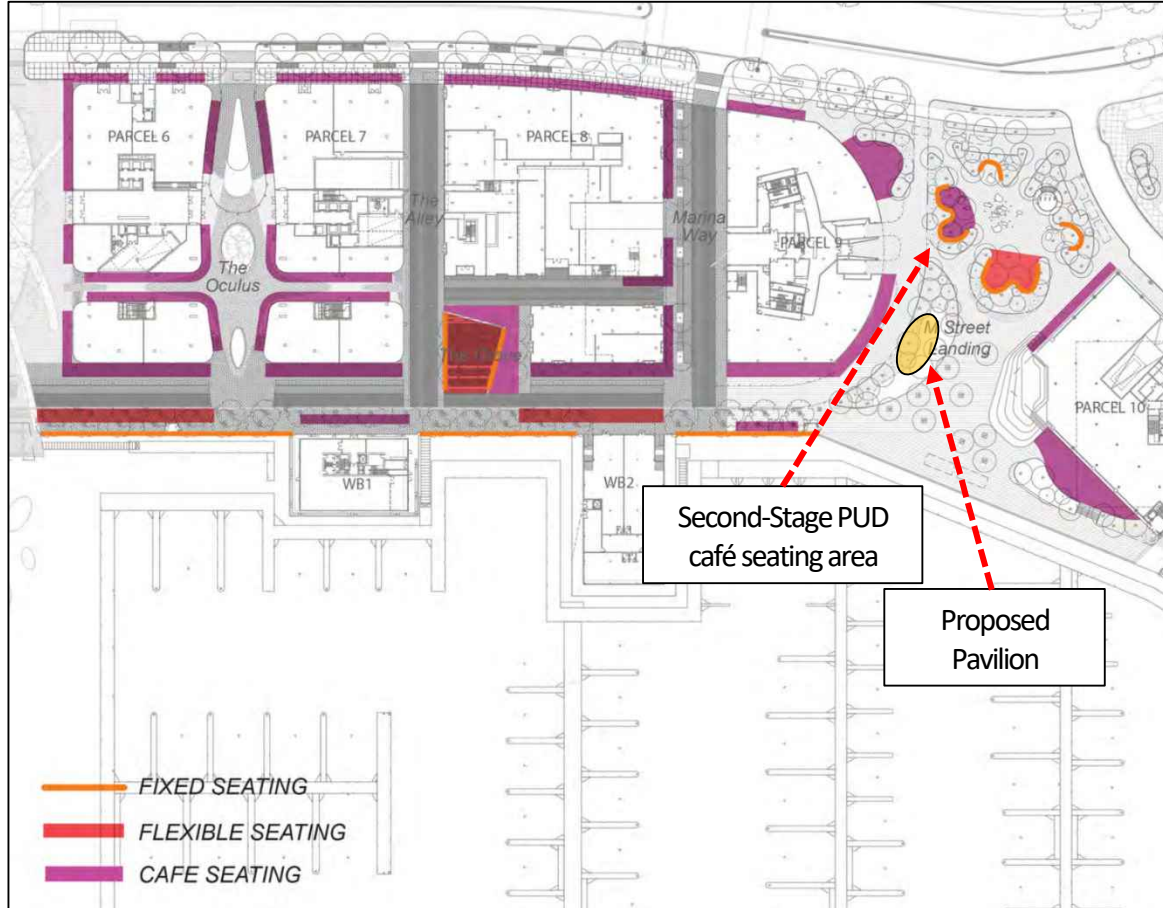 PARCEL 6
PARCEL 7
PARCEL 8
The
Alley
Marina
Way
PARCEL 9
The
Oculus
M Street
Landing
PARCEL 10
WB1
WB2
Second-Stage PUD
café seating area
Proposed
Pavilion
FIXED SEATING
FLEXIBLE SEATING
CAFE SEATING